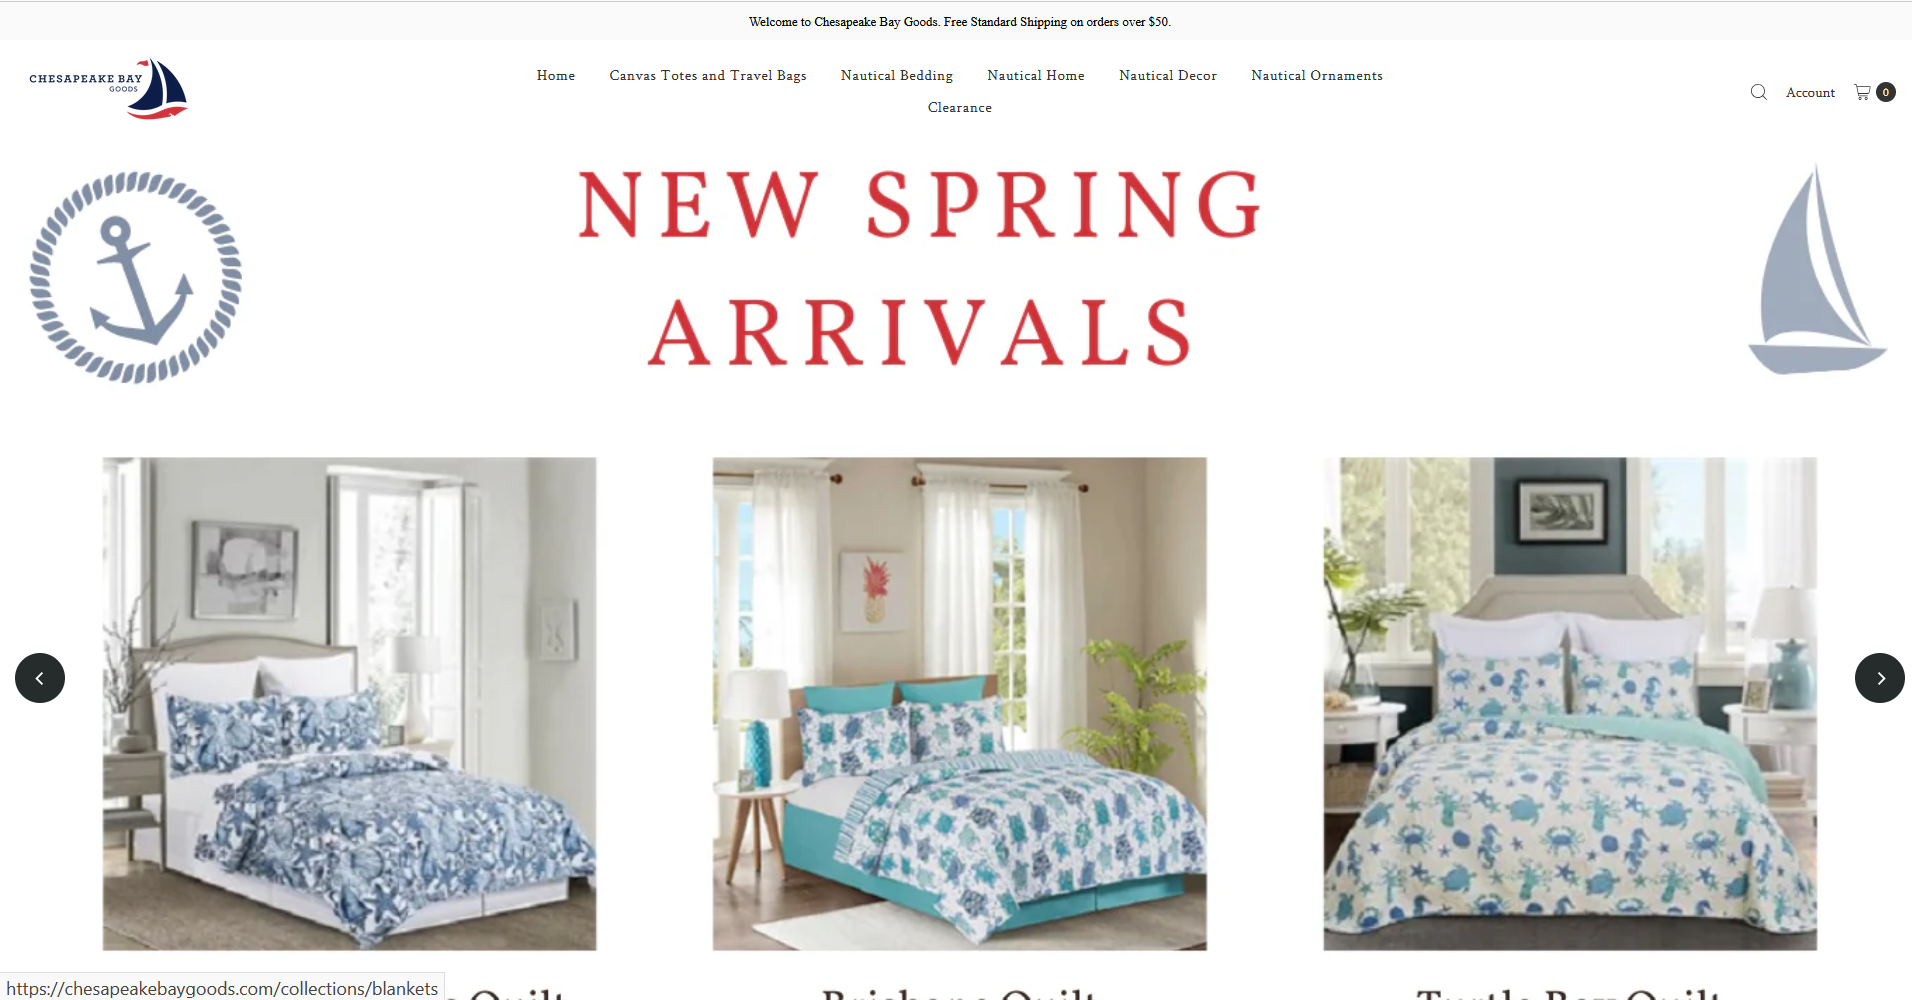 Welcome to Chesapeake Bay Goods. Free Standard Shipping on orders over $50.
CHESAPEAKE BAY
GOODS
Home Canvas Totes and Travel Bags Nautical Bedding Nautical Home Nautical Decor Nautical Ornaments
Clearance
Account 0
NEW SPRING
ARRIVALS
Quilt Brisbane Quilt Turtle Bay Quilt
https://chesapeakebaygoods.com/collections/blankets